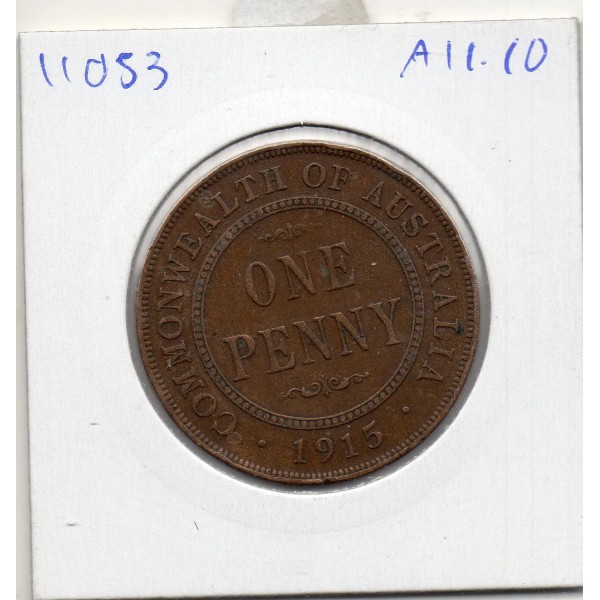 11053
A11.10
COMMONWEALTH OF AUSTRALIA
ONE
PENNY
· 1915 ·